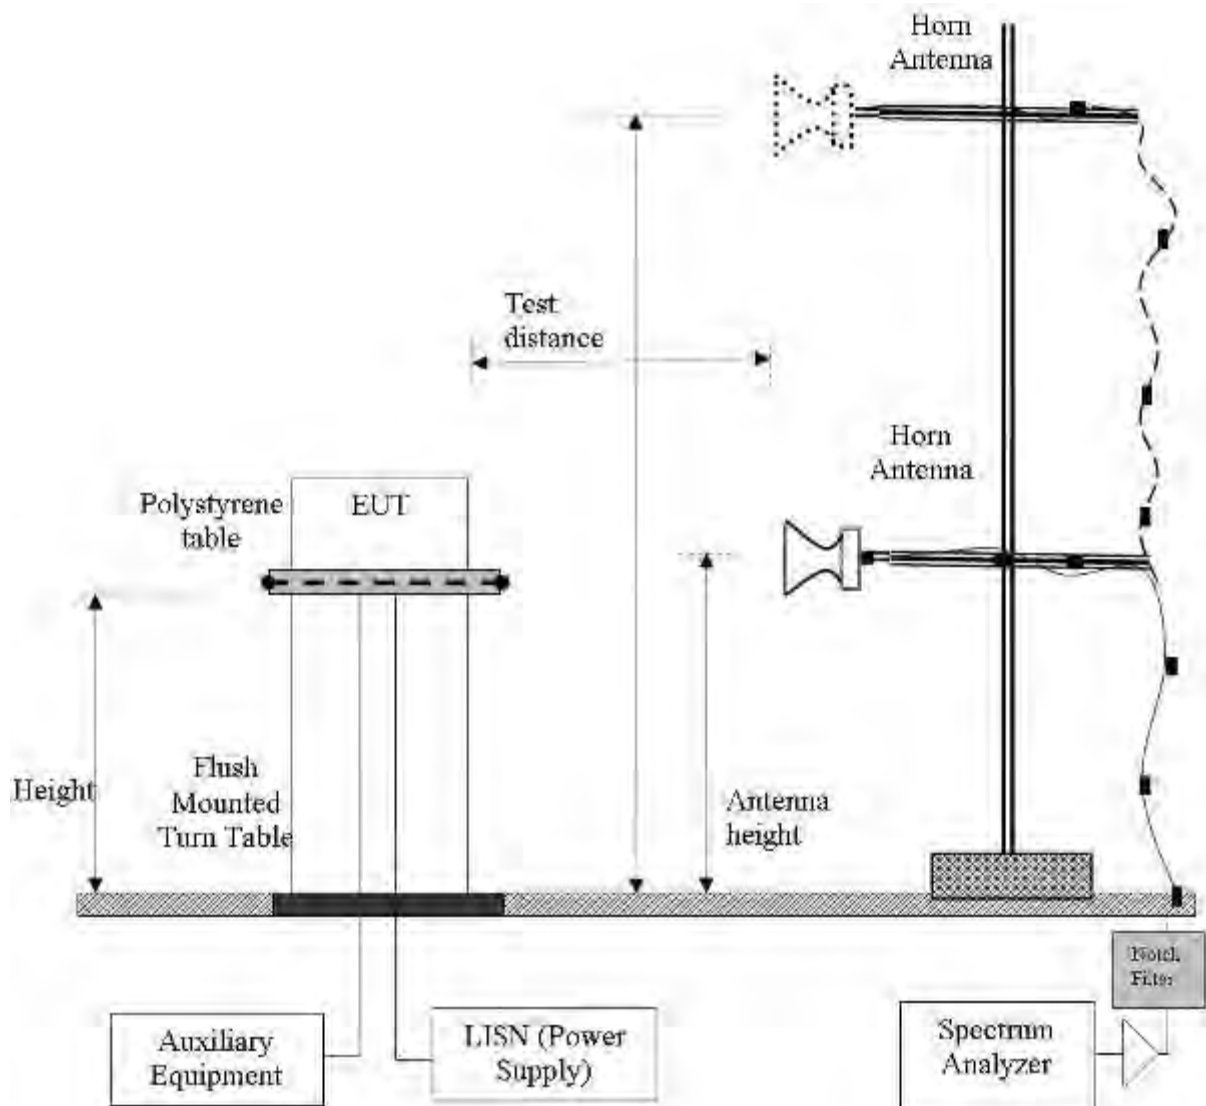 Horn
Antenna
Test
distance
Horn
Antenna
Polystyrene
table
EUT
Height
Flush
Mounted
Turn Table
Antenna
height
Notch
Filter
Auxiliary
Equipment
LISN (Power
Supply)
Spectrum
Analyzer